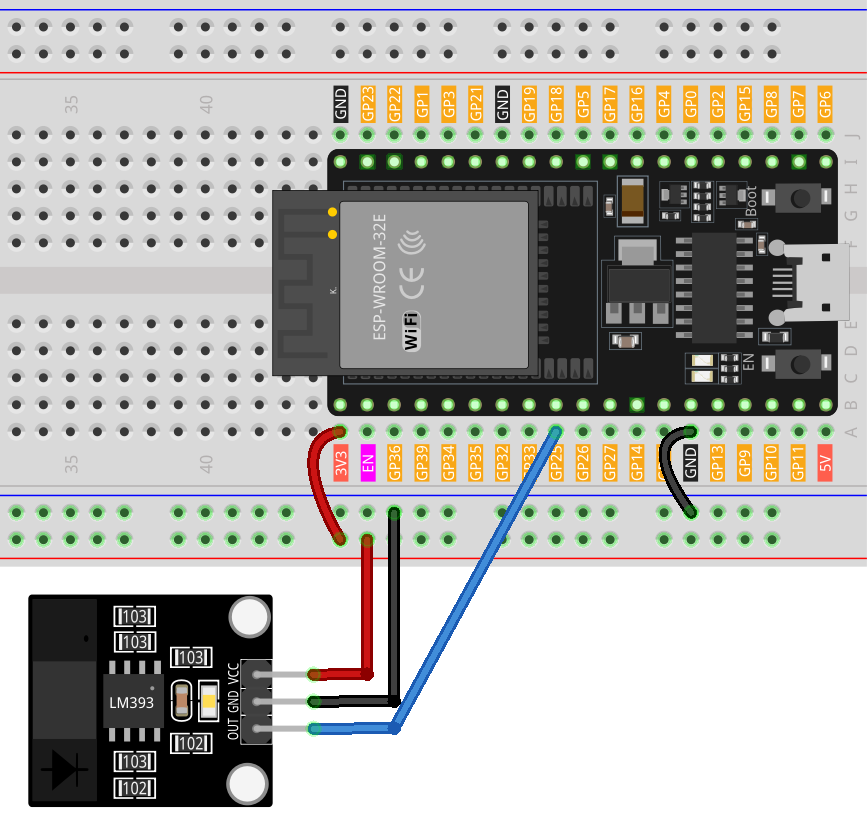 35
40
GND
GP23
GP22
GP1
GP3
GP21
GND
GP19
GP18
GP5
GP17
GP16
GP4
GP0
GP2
GP15
GP8
GP7
GP6
J
I
H
G
F
Boot
ESP-WROOM-32E
CE
WiFi
K.
EN
E
D
C
B
A
35
40
3V3
EN
GP36
GP39
GP34
GP35
GP32
GP33
GP25
GP26
GP27
GP14
GND
GP13
GP9
GP10
GP11
5V
103
103
103
LM393
VCC
GND
OUT
102
103
102